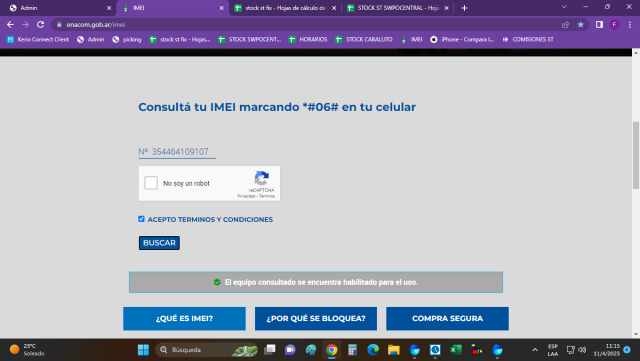 Admin
IMEI
stock st fix - Hojas de cálculo de
STOCK ST SWPOCENTRAL - Hoja
enacom.gob.ar/imei
F
Kerio Connect Client
Admin
picking
stock st fix - Hojas...
STOCK SWPOCENT...
HORARIOS
STOCK CABALLITO
IMEI
iPhone - Compara l...
COMISIONES ST
Consultá tu IMEI marcando *#06# en tu celular
Nº 354464109107
No soy un robot
reCAPTCHA
Privacidad - Términos
ACEPTO TERMINOS Y CONDICIONES
BUSCAR
El equipo consultado se encuentra habilitado para el uso.
¿QUÉ ES IMEI?
¿POR QUÉ SE BLOQUEA?
COMPRA SEGURA
23°C
Soleado
Búsqueda
ESP
LAA
11:15
11/4/2023